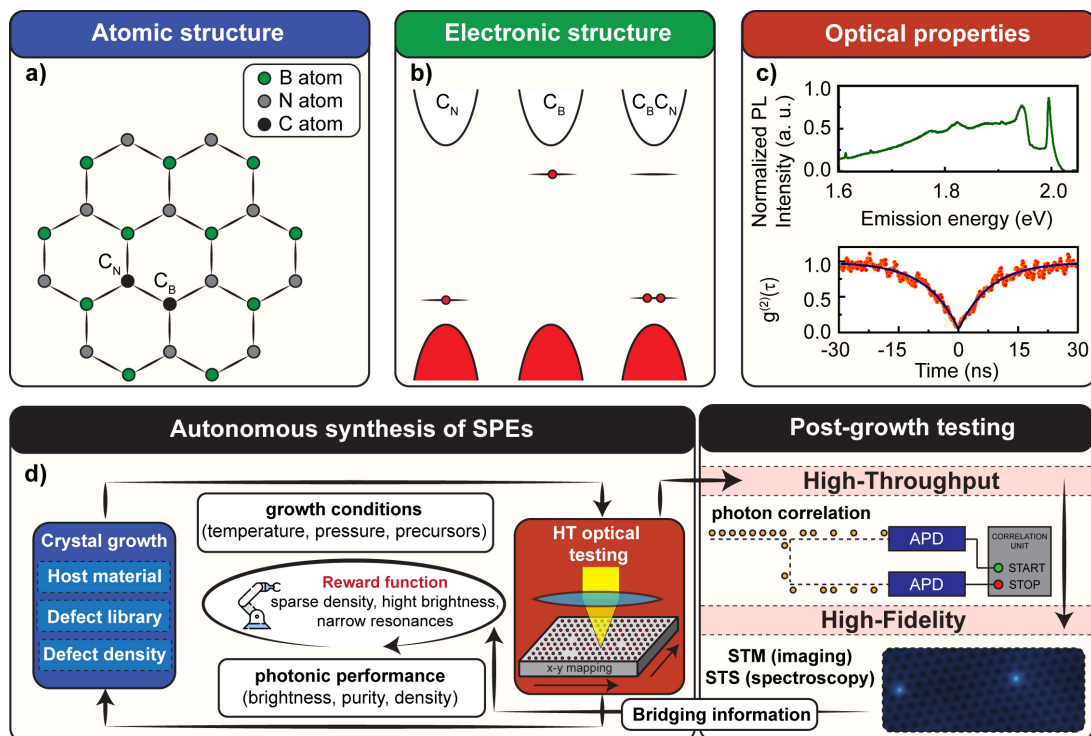 Atomic structure
a)
B atom
N atom
C atom
C_N
C_B
Electronic structure
b)
C_N
C_B
C_BC_N
Optical properties
c)
Normalized PL
Intensity (a. u.)
1.0
0.5
0.0
1.6
1.8
2.0
Emission energy (eV)
g⁽²⁾(τ)
1.0
0.5
0.0
-30
-15
0
15
30
Time (ns)
Autonomous synthesis of SPEs
d)
Crystal growth
Host material
Defect library
Defect density
growth conditions
(temperature, pressure, precursors)
Reward function
sparse density, hight brightness,
narrow resonances
photonic performance
(brightness, purity, density)
HT optical
testing
x-y mapping
Post-growth testing
High-Throughput
photon correlation
APD
APD
CORRELATION
UNIT
START
STOP
High-Fidelity
STM (imaging)
STS (spectroscopy)
Bridging information